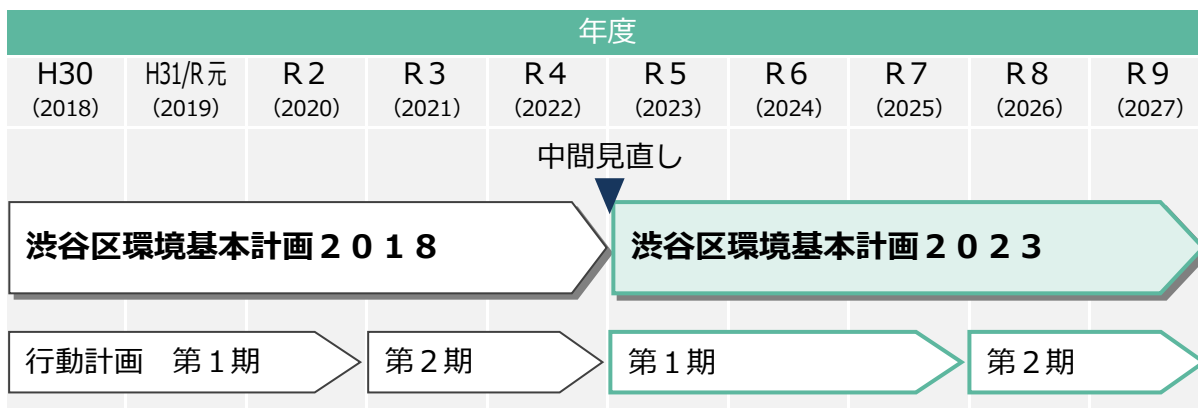 年度
H30 H31/R元 R2 R3 R4 R5 R6 R7 R8 R9
(2018) (2019) (2020) (2021) (2022) (2023) (2024) (2025) (2026) (2027)
中間見直し
渋谷区環境基本計画2018 渋谷区環境基本計画2023
行動計画 第1期 第2期 第1期 第2期